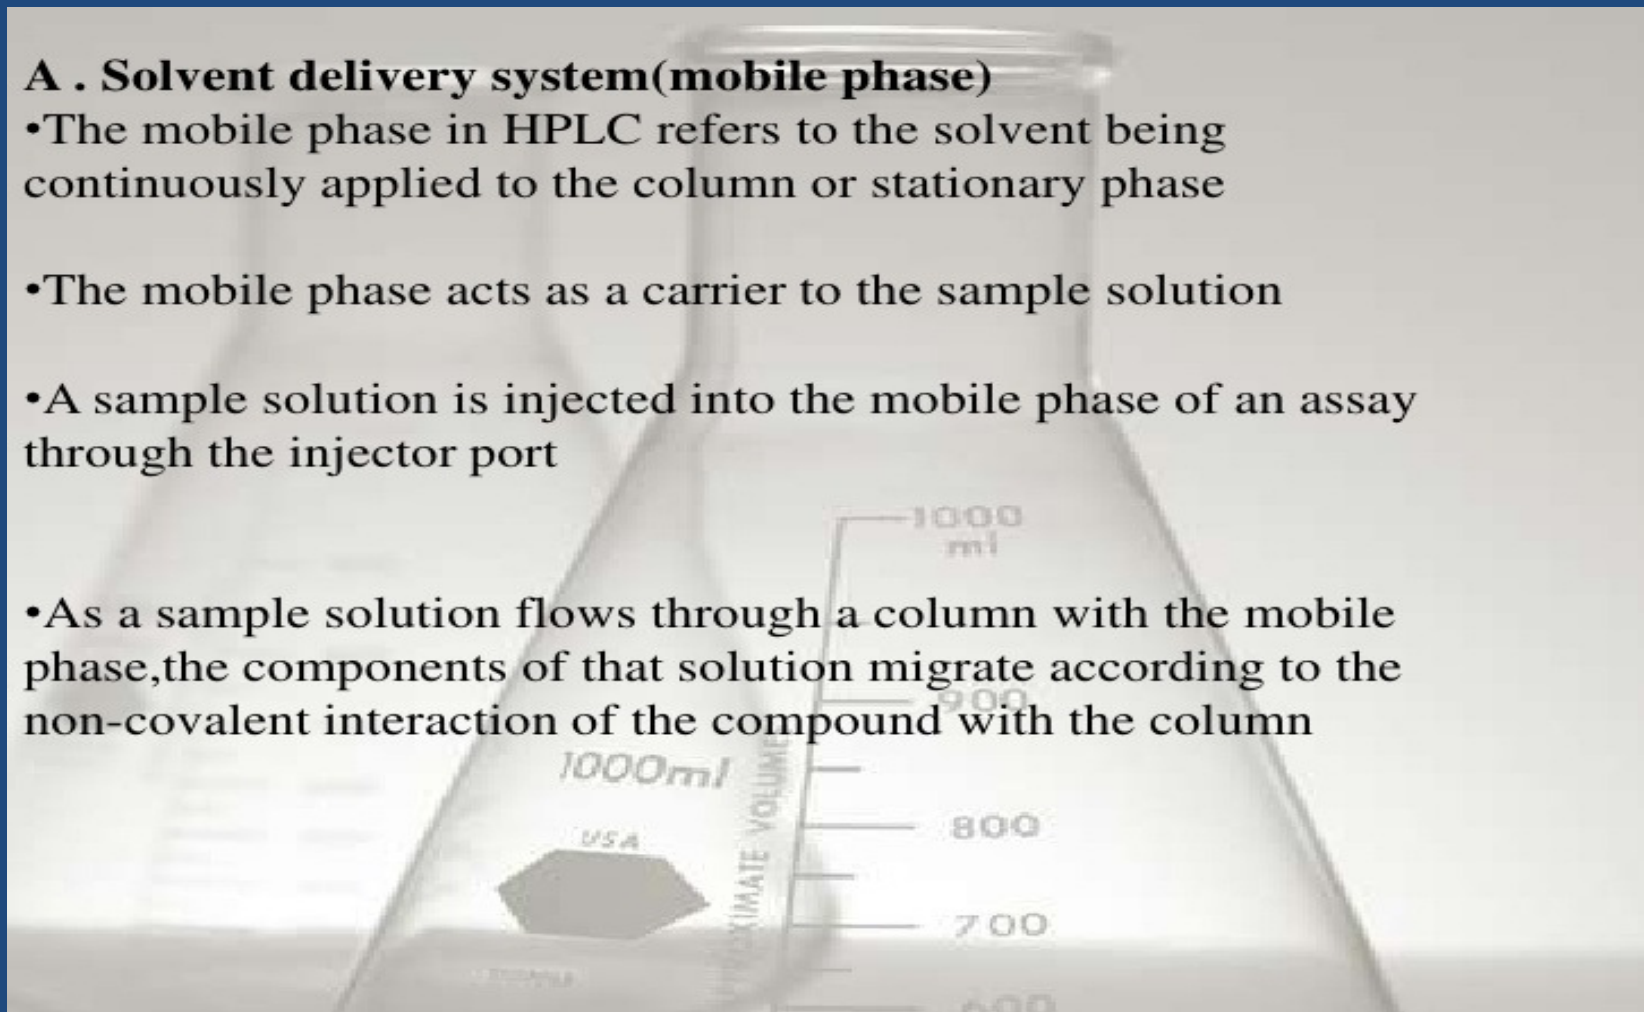 A . Solvent delivery system(mobile phase)
•The mobile phase in HPLC refers to the solvent being
continuously applied to the column or stationary phase
•The mobile phase acts as a carrier to the sample solution
•A sample solution is injected into the mobile phase of an assay
through the injector port
•As a sample solution flows through a column with the mobile
phase,the components of that solution migrate according to the
non-covalent interaction of the compound with the column
1000
ml
900
1000ml
VOLUME
800
USA
700
600